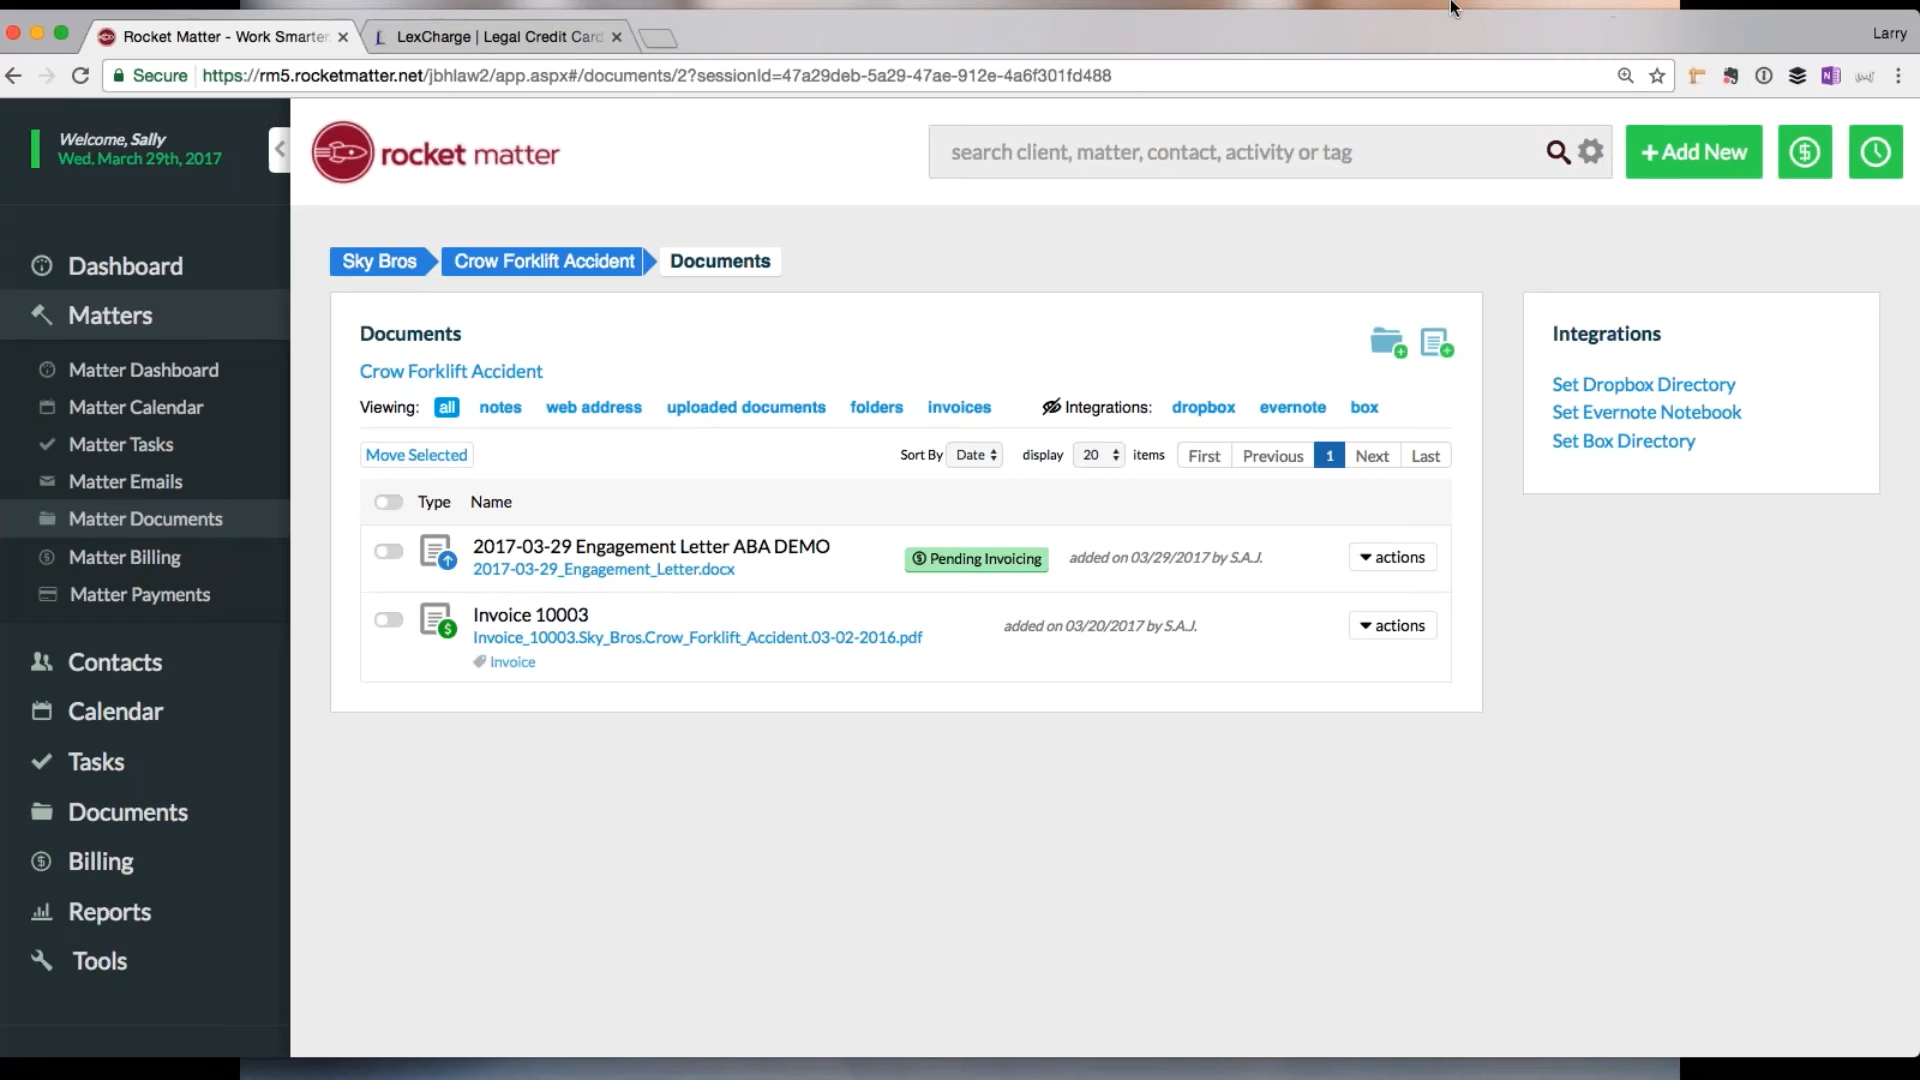 Rocket Matter - Work Smarter
LexCharge | Legal Credit Card
Larry
Secure https://rm5.rocketmatter.net/jbhlaw2/app.aspx#/documents/2?sessionId=47a29deb-5a29-47ae-912e-4a6f301fd488
Welcome, Sally
Wed. March 29th, 2017
rocket matter
search client, matter, contact, activity or tag
+Add New
Dashboard
Matters
Matter Dashboard
Matter Calendar
Matter Tasks
Matter Emails
Matter Documents
Matter Billing
Matter Payments
Contacts
Calendar
Tasks
Documents
Billing
Reports
Tools
Sky Bros Crow Forklift Accident Documents
Documents
Crow Forklift Accident
Viewing: all notes web address uploaded documents folders invoices Integrations: dropbox evernote box
Move Selected Sort By Date display 20 items First Previous 1 Next Last
Type Name
2017-03-29 Engagement Letter ABA DEMO
2017-03-29_Engagement_Letter.docx
Pending Invoicing added on 03/29/2017 by S.A.J. actions
Invoice 10003
Invoice_10003.Sky_Bros.Crow_Forklift_Accident.03-02-2016.pdf
Invoice
added on 03/20/2017 by S.A.J. actions
Integrations
Set Dropbox Directory
Set Evernote Notebook
Set Box Directory